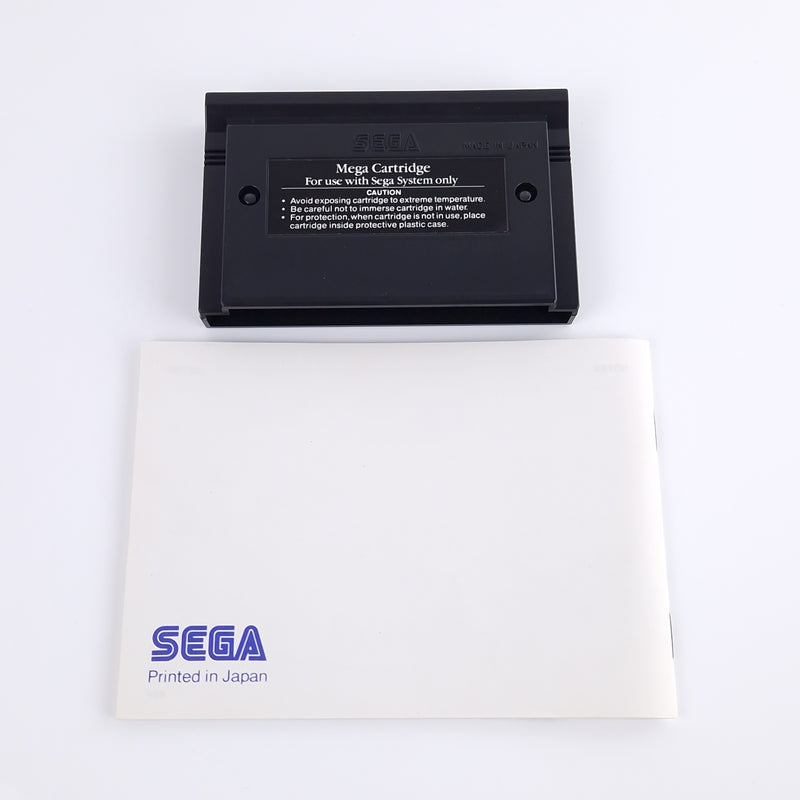 SEGA
MADE IN JAPAN
Mega Cartridge
For use with Sega System only
CAUTION
• Avoid exposing cartridge to extreme temperature.
• Be careful not to immerse cartridge in water.
• For protection, when cartridge is not in use, place
cartridge inside protective plastic case.
SEGA
Printed in Japan